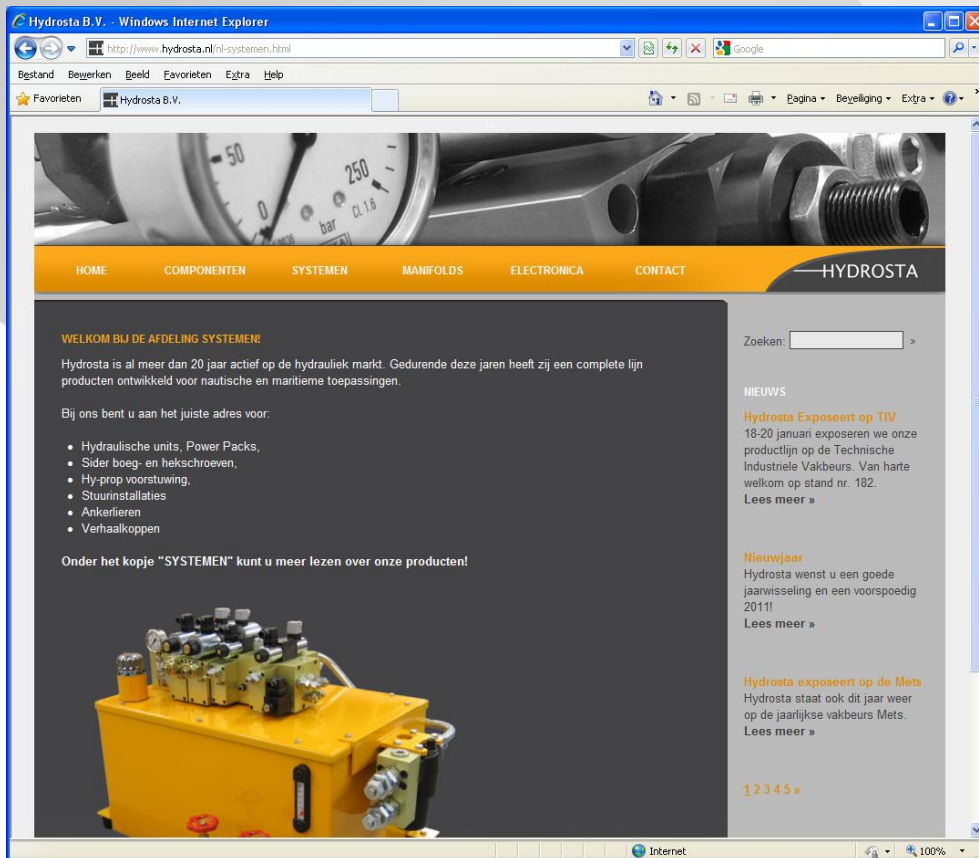 Hydrosta B.V. - Windows Internet Explorer
http://www.hydrosta.nl/nl-systemen.html
Google
Bestand Bewerken Beeld Favorieten Extra Help
Favorieten
Hydrosta B.V.
Pagina
Beveiliging
Extra
50
250
0
bar
CL 1.6
HOME
COMPONENTEN
SYSTEMEN
MANIFOLDS
ELECTRONICA
CONTACT
HYDROSTA
WELKOM BIJ DE AFDELING SYSTEMEN!
Hydrosta is al meer dan 20 jaar actief op de hydrauliek markt. Gedurende deze jaren heeft zij een complete lijn
producten ontwikkeld voor nautische en maritieme toepassingen.
Bij ons bent u aan het juiste adres voor:
Hydraulische units, Power Packs,
Sider boeg- en hekschroeven,
Hy-prop voorstuwing,
Stuurinstallaties
Ankerlieren
Verhaalkoppen
Onder het kopje "SYSTEMEN" kunt u meer lezen over onze producten!
Zoeken: »
NIEUWS
Hydrosta Exposeert op TIV
18-20 januari exposeren we onze
productlijn op de Technische
Industriele Vakbeurs. Van harte
welkom op stand nr. 182.
Lees meer »
Nieuwjaar
Hydrosta wenst u een goede
jaarwisseling en een voorspoedig
2011!
Lees meer »
Hydrosta exposeert op de Mets
Hydrosta staat ook dit jaar weer
op de jaarlijkse vakbeurs Mets.
Lees meer »
1 2 3 4 5 »
Internet
100%